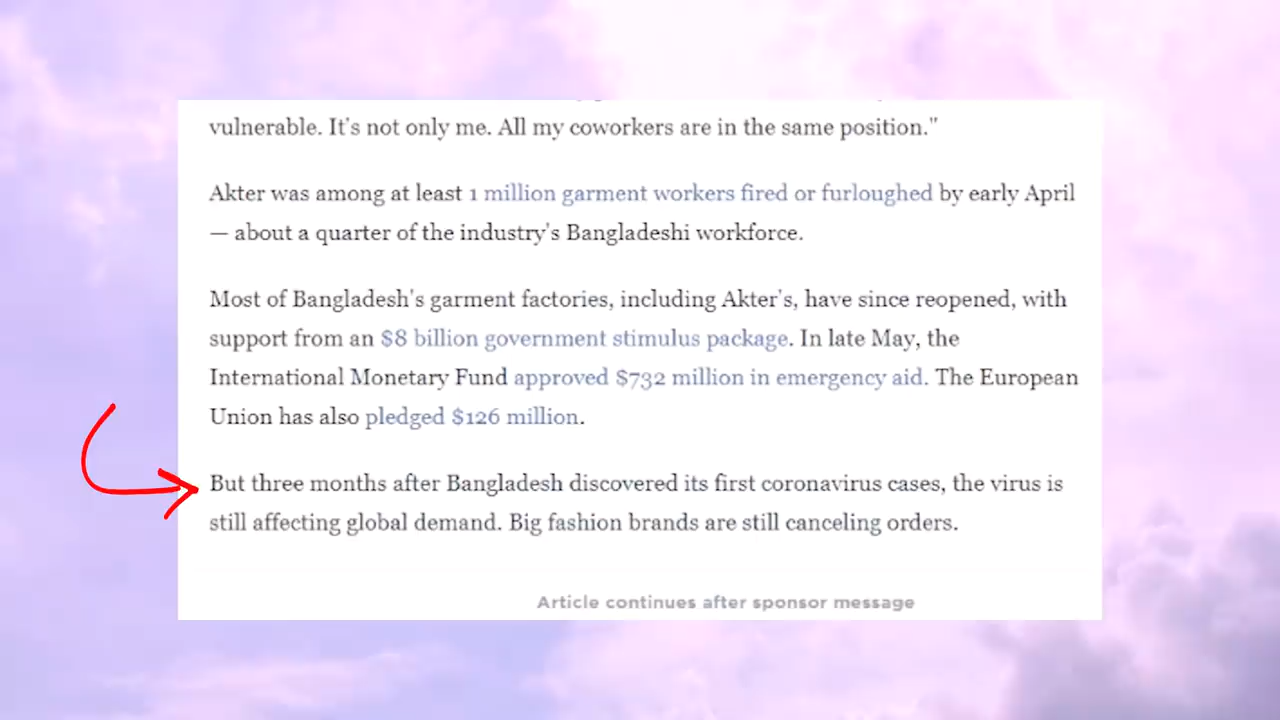 vulnerable. It's not only me. All my coworkers are in the same position."
Akter was among at least 1 million garment workers fired or furloughed by early April
— about a quarter of the industry's Bangladeshi workforce.
Most of Bangladesh's garment factories, including Akter's, have since reopened, with
support from an $8 billion government stimulus package. In late May, the
International Monetary Fund approved $732 million in emergency aid. The European
Union has also pledged $126 million.
But three months after Bangladesh discovered its first coronavirus cases, the virus is
still affecting global demand. Big fashion brands are still canceling orders.
Article continues after sponsor message